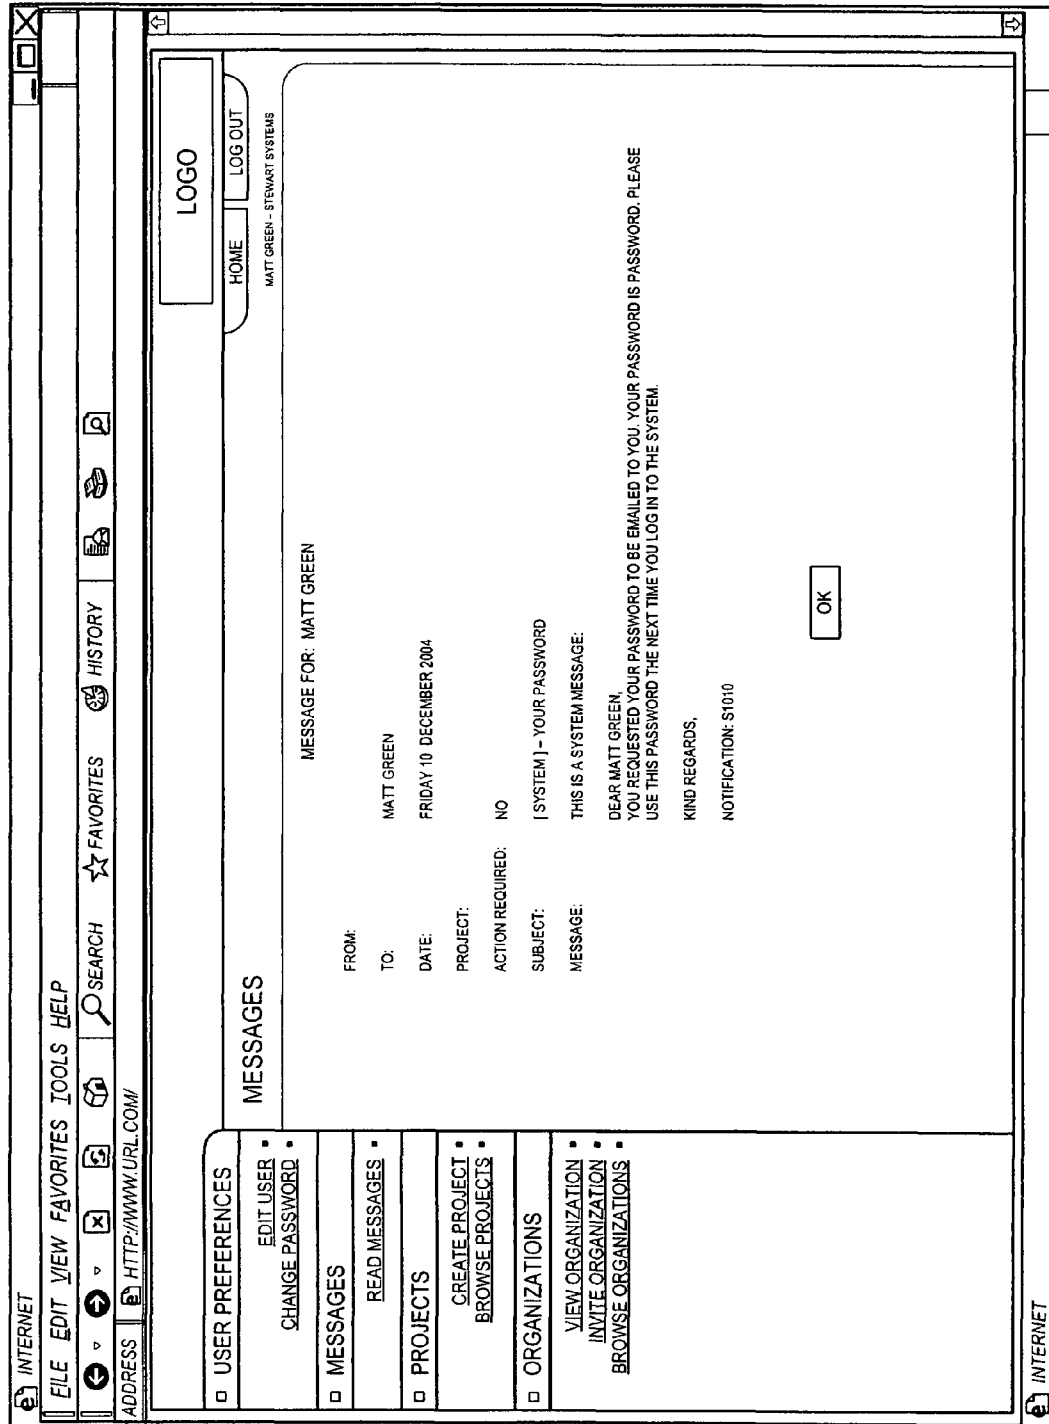 INTERNET
FILE EDIT VIEW FAVORITES TOOLS HELP
SEARCH FAVORITES HISTORY
ADDRESS HTTP://WWW.URL.COM/
LOGO
HOME LOG OUT
MATT GREEN – STEWART SYSTEMS
USER PREFERENCES
EDIT USER
CHANGE PASSWORD
MESSAGES
READ MESSAGES
PROJECTS
CREATE PROJECT
BROWSE PROJECTS
ORGANIZATIONS
VIEW ORGANIZATION
INVITE ORGANIZATION
BROWSE ORGANIZATIONS
MESSAGES
MESSAGE FOR: MATT GREEN
FROM:
TO: MATT GREEN
DATE: FRIDAY 10 DECEMBER 2004
PROJECT:
ACTION REQUIRED: NO
SUBJECT: [ SYSTEM ] – YOUR PASSWORD
MESSAGE: THIS IS A SYSTEM MESSAGE:
DEAR MATT GREEN,
YOU REQUESTED YOUR PASSWORD TO BE EMAILED TO YOU. YOUR PASSWORD IS PASSWORD. PLEASE
USE THIS PASSWORD THE NEXT TIME YOU LOG IN TO THE SYSTEM.
KIND REGARDS,
NOTIFICATION: S1010
OK
INTERNET